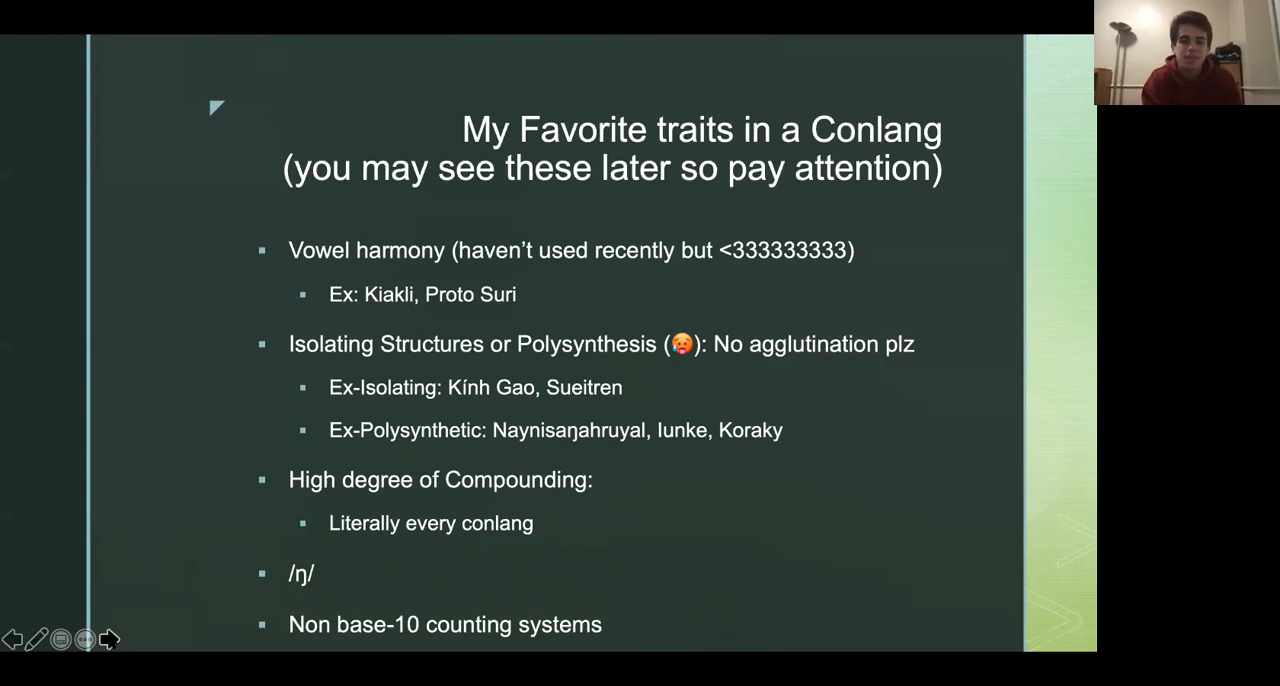 My Favorite traits in a Conlang
(you may see these later so pay attention)
Vowel harmony (haven’t used recently but <333333333)
Ex: Kiakli, Proto Suri
Isolating Structures or Polysynthesis (🥵): No agglutination plz
Ex-Isolating: Kính Gao, Sueitren
Ex-Polysynthetic: Naynisaŋahruyal, Iunke, Koraky
High degree of Compounding:
Literally every conlang
/ŋ/
Non base-10 counting systems